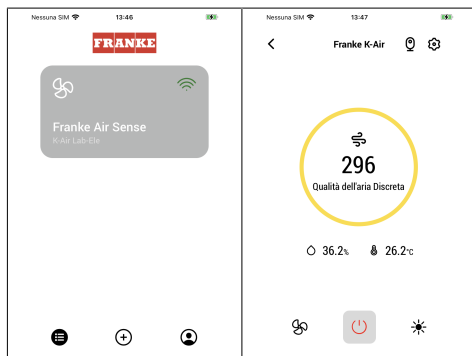 Nessuna SIM 13:46
FRANKE
Franke Air Sense
K-Air Lab-Ele
Nessuna SIM 13:47
Franke K-Air
296
Qualità dell'aria Discreta
36.2% 26.2°C